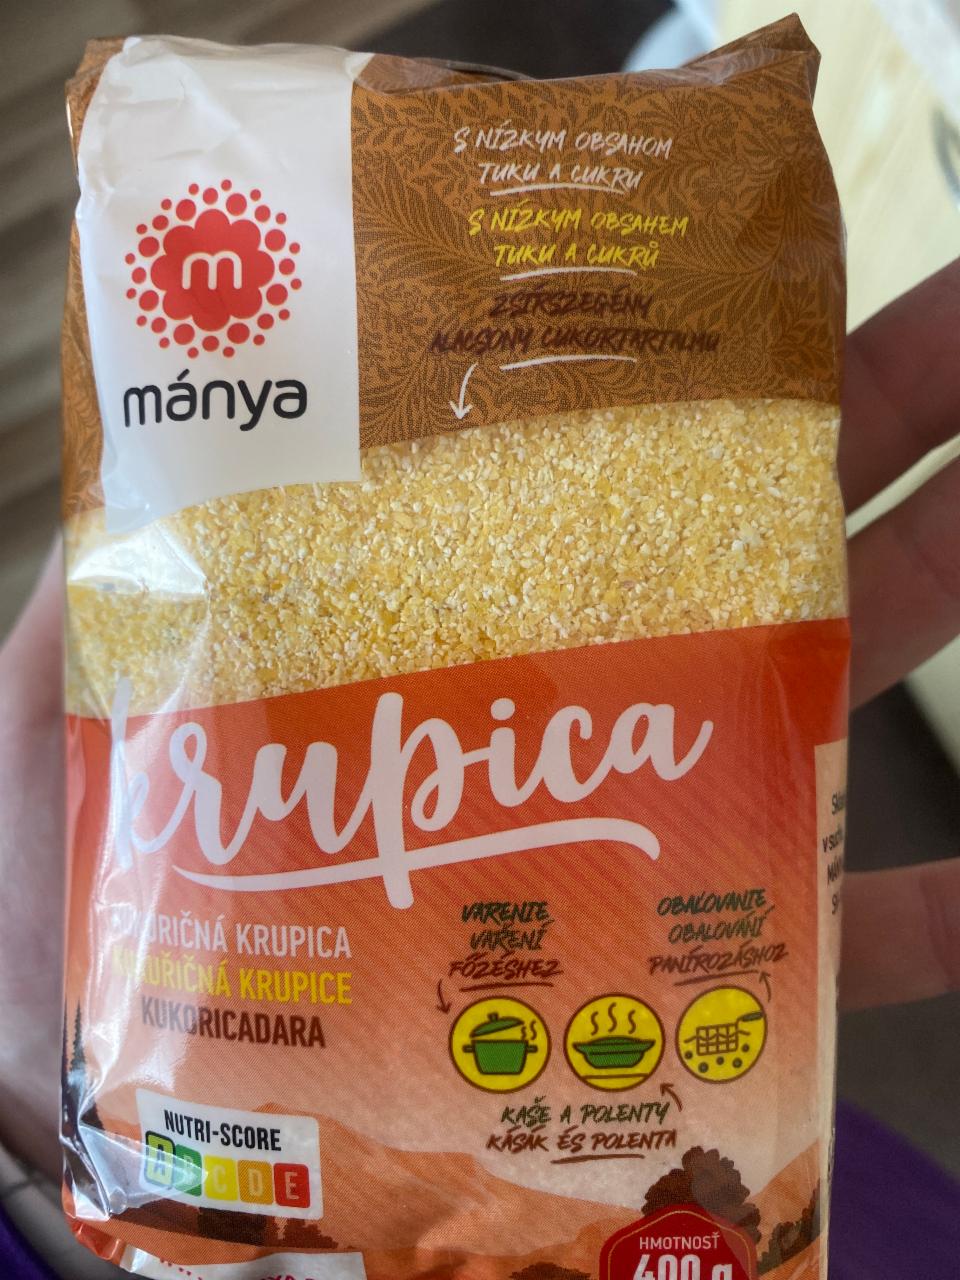 S NÍZKYM OBSAHOM
TUKU A CUKRU
S NÍZKÝM OBSAHEM
TUKU A CUKRŮ
ZSÍRSZEGÉNY
ALACSONY CUKORTARTALMÚ
m
mánya
krupica
KUKURIČNÁ KRUPICA
KUKUŘIČNÁ KRUPICE
KUKORICADARA
VARENIE
VAŘENÍ
FŐZÉSHEZ
OBAĽOVANIE
OBALOVÁNÍ
PANÍROZÁSHOZ
KAŠE A POLENTY
KÁSÁK ÉS POLENTA
NUTRI-SCORE
A B C D E
HMOTNOSŤ
400 g